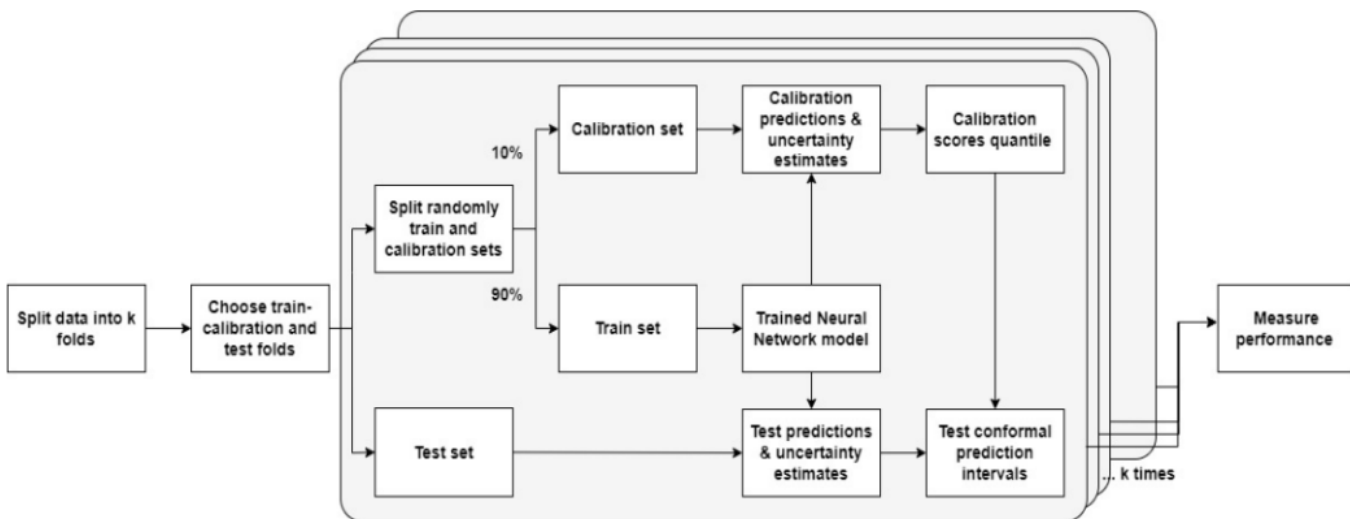 Split data into k
folds
Choose train-
calibration and
test folds
Split randomly
train and
calibration sets
10%
90%
Calibration set
Train set
Test set
Calibration
predictions &
uncertainty
estimates
Trained Neural
Network model
Test predictions
& uncertainty
estimates
Calibration
scores quantile
Test conformal
prediction
intervals
... k times
Measure
performance